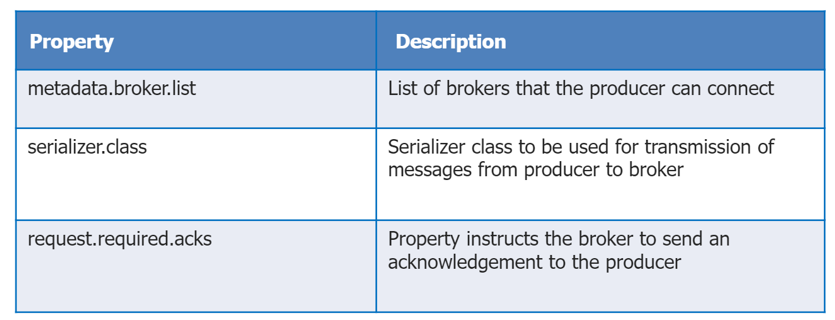 Property Description
metadata.broker.list List of brokers that the producer can connect
serializer.class Serializer class to be used for transmission of
messages from producer to broker
request.required.acks Property instructs the broker to send an
acknowledgement to the producer